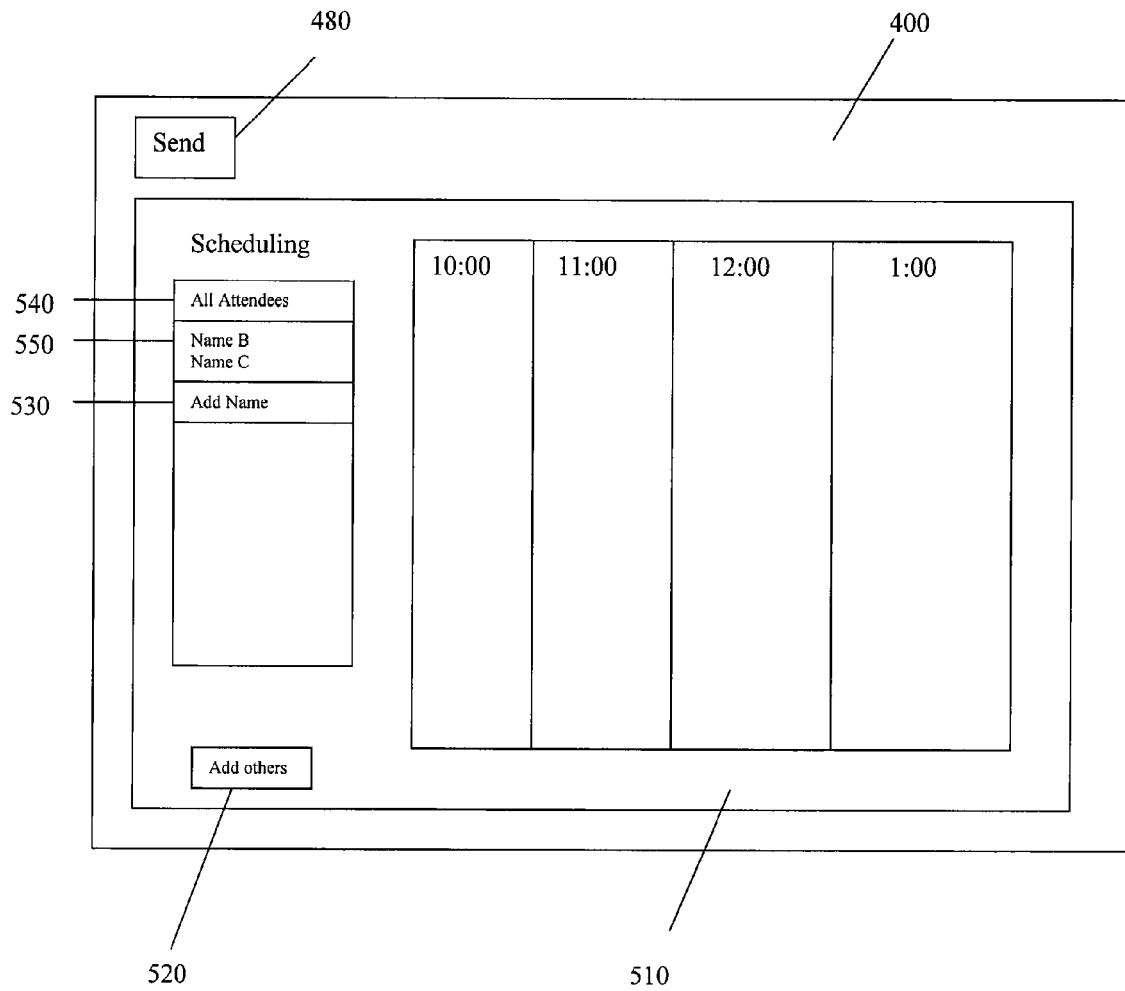 480
400
Send
Scheduling
10:00 11:00 12:00 1:00
540
All Attendees
550
Name B
Name C
530
Add Name
Add others
520
510